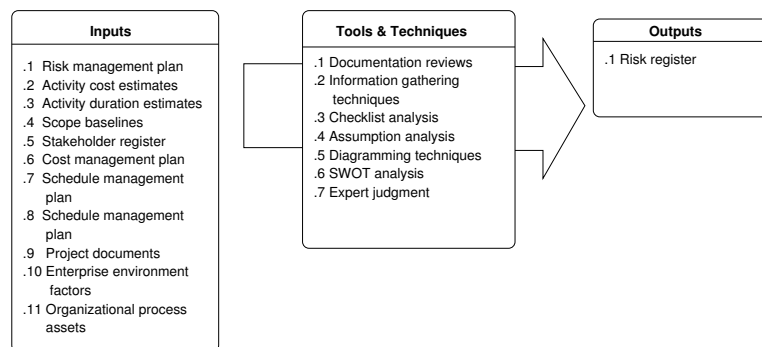 Inputs
.1 Risk management plan
.2 Activity cost estimates
.3 Activity duration estimates
.4 Scope baselines
.5 Stakeholder register
.6 Cost management plan
.7 Schedule management
plan
.8 Schedule management
plan
.9 Project documents
.10 Enterprise environment
factors
.11 Organizational process
assets
Tools & Techniques
.1 Documentation reviews
.2 Information gathering
techniques
.3 Checklist analysis
.4 Assumption analysis
.5 Diagramming techniques
.6 SWOT analysis
.7 Expert judgment
Outputs
.1 Risk register